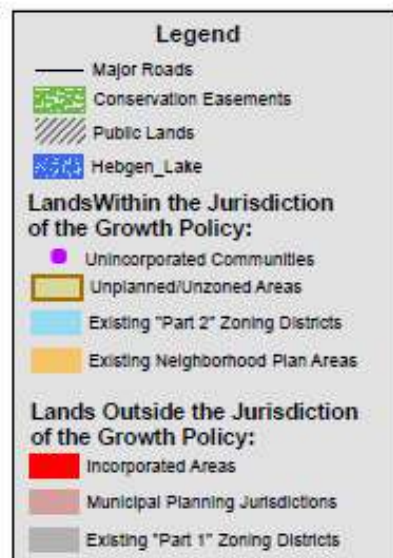 Legend
Major Roads
Conservation Easements
Public Lands
Hebgen_Lake
LandsWithin the Jurisdiction
of the Growth Policy:
Unincorporated Communities
Unplanned/Unzoned Areas
Existing "Part 2" Zoning Districts
Existing Neighborhood Plan Areas
Lands Outside the Jurisdiction
of the Growth Policy:
Incorporated Areas
Municipal Planning Jurisdictions
Existing "Part 1" Zoning Districts